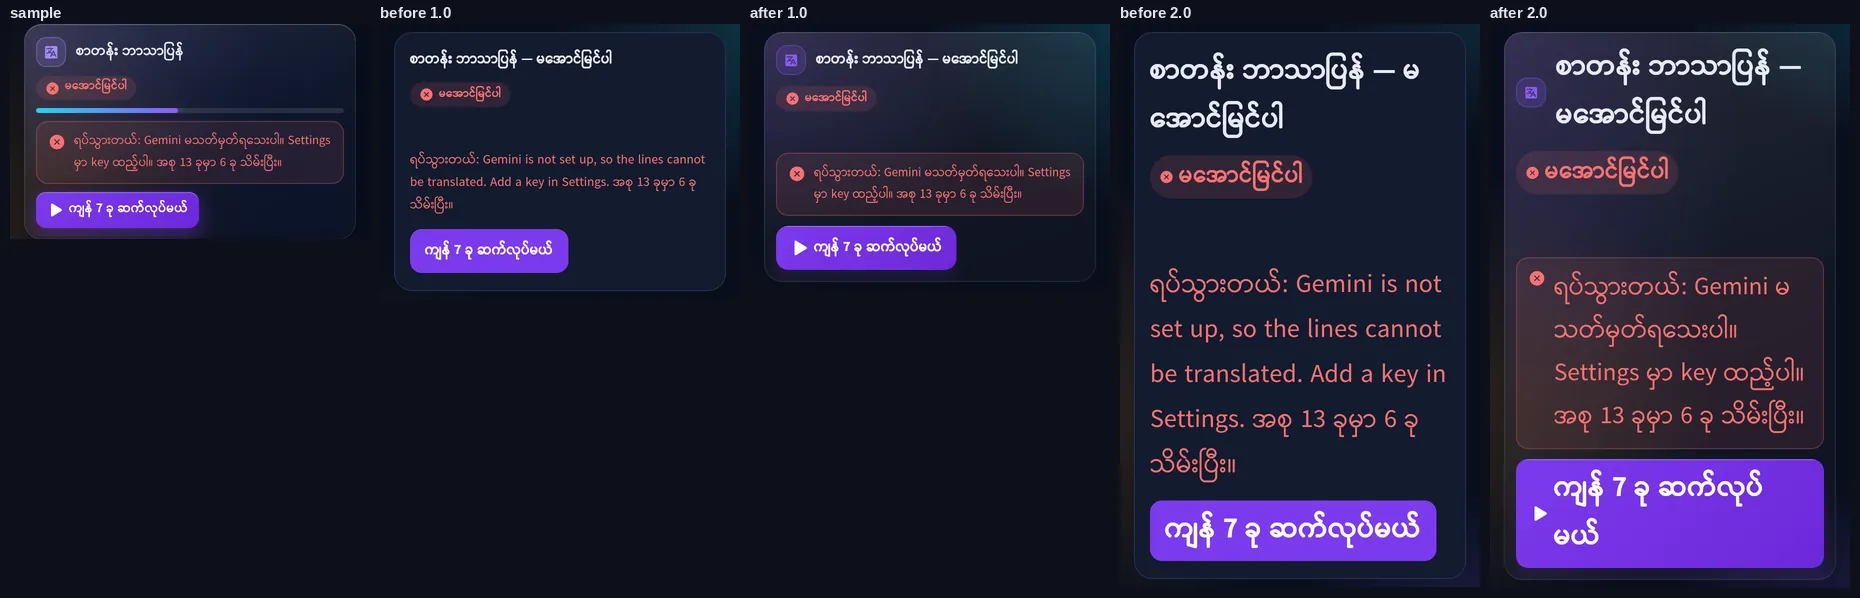 sample
စာတန်း ဘာသာပြန်
မအောင်မြင်ပါ
ရပ်သွားတယ်: Gemini မသတ်မှတ်ရသေးပါ။ Settings
မှာ key ထည့်ပါ။ အစု 13 ခုမှာ 6 ခု သိမ်းပြီး။
ကျန် 7 ခု ဆက်လုပ်မယ်
before 1.0
စာတန်း ဘာသာပြန် — မအောင်မြင်ပါ
မအောင်မြင်ပါ
ရပ်သွားတယ်: Gemini is not set up, so the lines cannot
be translated. Add a key in Settings. အစု 13 ခုမှာ 6 ခု
သိမ်းပြီး။
ကျန် 7 ခု ဆက်လုပ်မယ်
after 1.0
စာတန်း ဘာသာပြန် — မအောင်မြင်ပါ
မအောင်မြင်ပါ
ရပ်သွားတယ်: Gemini မသတ်မှတ်ရသေးပါ။ Settings
မှာ key ထည့်ပါ။ အစု 13 ခုမှာ 6 ခု သိမ်းပြီး။
ကျန် 7 ခု ဆက်လုပ်မယ်
before 2.0
စာတန်း ဘာသာပြန် — မ
အောင်မြင်ပါ
မအောင်မြင်ပါ
ရပ်သွားတယ်: Gemini is not
set up, so the lines cannot
be translated. Add a key in
Settings. အစု 13 ခုမှာ 6 ခု
သိမ်းပြီး။
ကျန် 7 ခု ဆက်လုပ်မယ်
after 2.0
စာတန်း ဘာသာပြန် —
မအောင်မြင်ပါ
မအောင်မြင်ပါ
ရပ်သွားတယ်: Gemini မ
သတ်မှတ်ရသေးပါ။
Settings မှာ key ထည့်ပါ။
အစု 13 ခုမှာ 6 ခု သိမ်းပြီး။
ကျန် 7 ခု ဆက်လုပ်
မယ်